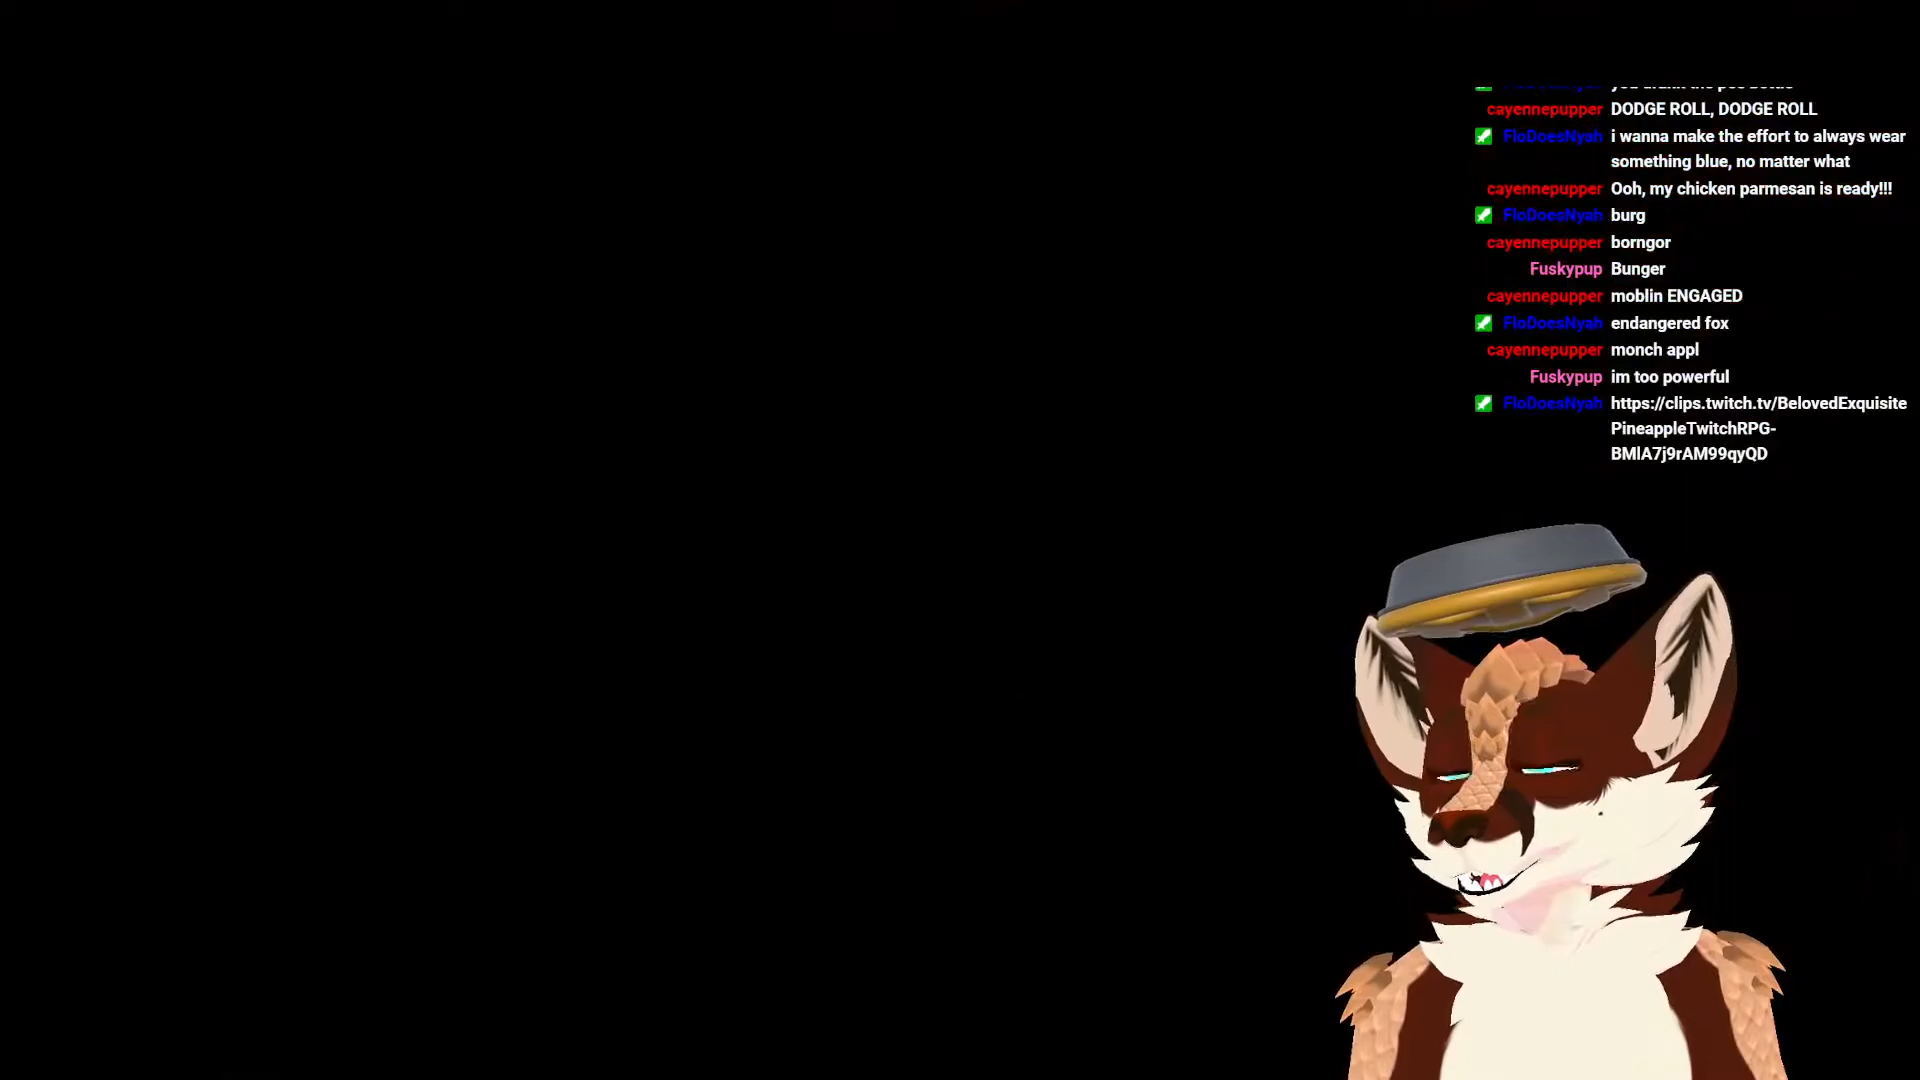 cayennepupper DODGE ROLL, DODGE ROLL
FloDoesNyah i wanna make the effort to always wear
something blue, no matter what
cayennepupper Ooh, my chicken parmesan is ready!!!
FloDoesNyah burg
cayennepupper borngor
Fuskypup Bunger
cayennepupper moblin ENGAGED
FloDoesNyah endangered fox
cayennepupper monch appl
Fuskypup im too powerful
FloDoesNyah https://clips.twitch.tv/BelovedExquisite
PineappleTwitchRPG-
BMlA7j9rAM99qyQD